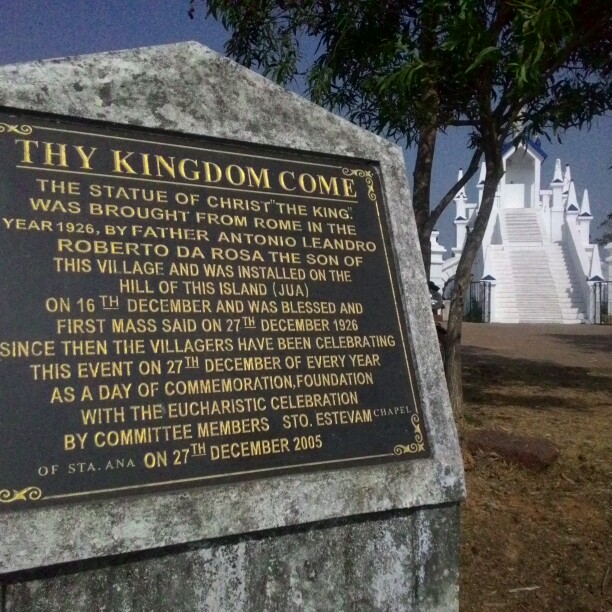 THY KINGDOM COME
THE STATUE OF CHRIST "THE KING",
WAS BROUGHT FROM ROME IN THE
YEAR 1926, BY FATHER ANTONIO LEANDRO
ROBERTO DA ROSA THE SON OF
THIS VILLAGE AND WAS INSTALLED ON THE
HILL OF THIS ISLAND (JUA)
ON 16TH DECEMBER AND WAS BLESSED AND
FIRST MASS SAID ON 27TH DECEMBER 1926
SINCE THEN THE VILLAGERS HAVE BEEN CELEBRATING
THIS EVENT ON 27TH DECEMBER OF EVERY YEAR
AS A DAY OF COMMEMORATION, FOUNDATION
WITH THE EUCHARISTIC CELEBRATION
BY COMMITTEE MEMBERS STO. ESTEVAM CHAPEL
OF STA. ANA ON 27TH DECEMBER 2005